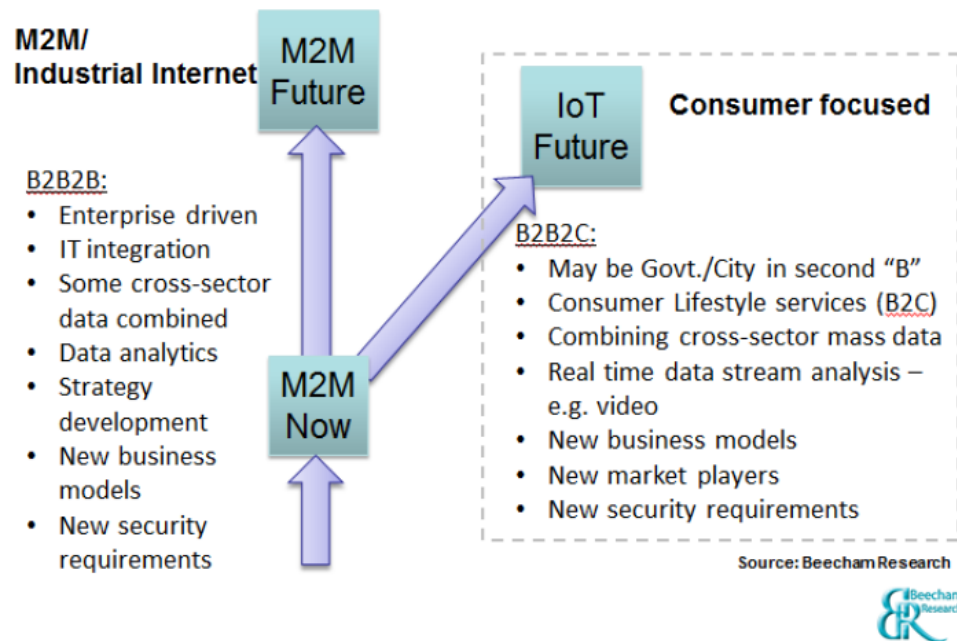 M2M/
Industrial Internet
M2M
Future
B2B2B:
• Enterprise driven
• IT integration
• Some cross-sector
data combined
• Data analytics
• Strategy
development
• New business
models
• New security
requirements
M2M
Now
IoT
Future
Consumer focused
B2B2C:
• May be Govt./City in second “B”
• Consumer Lifestyle services (B2C)
• Combining cross-sector mass data
• Real time data stream analysis –
e.g. video
• New business models
• New market players
• New security requirements
Source: Beecham Research
Beecham
Research